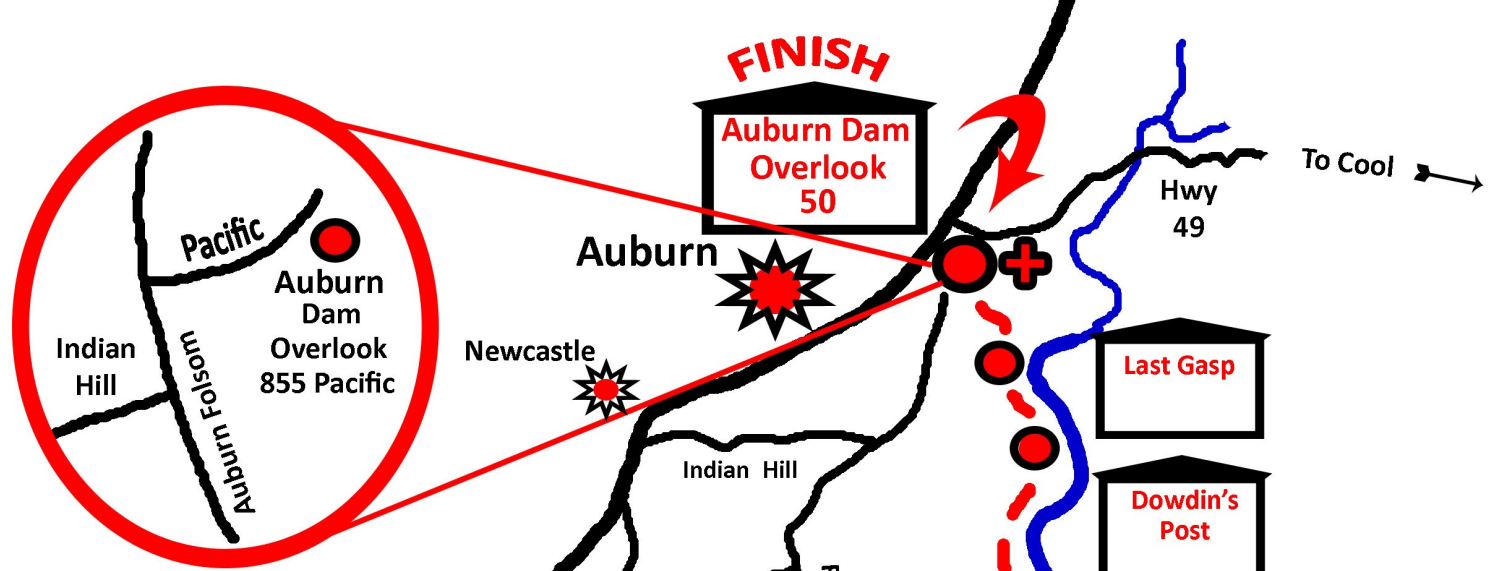 FINISH
Auburn Dam
Overlook
50
To Cool
Hwy
49
Pacific
Auburn
Dam
Overlook
855 Pacific
Indian
Hill
Auburn Folsom
Auburn
Newcastle
Last Gasp
Indian Hill
Dowdin's
Post